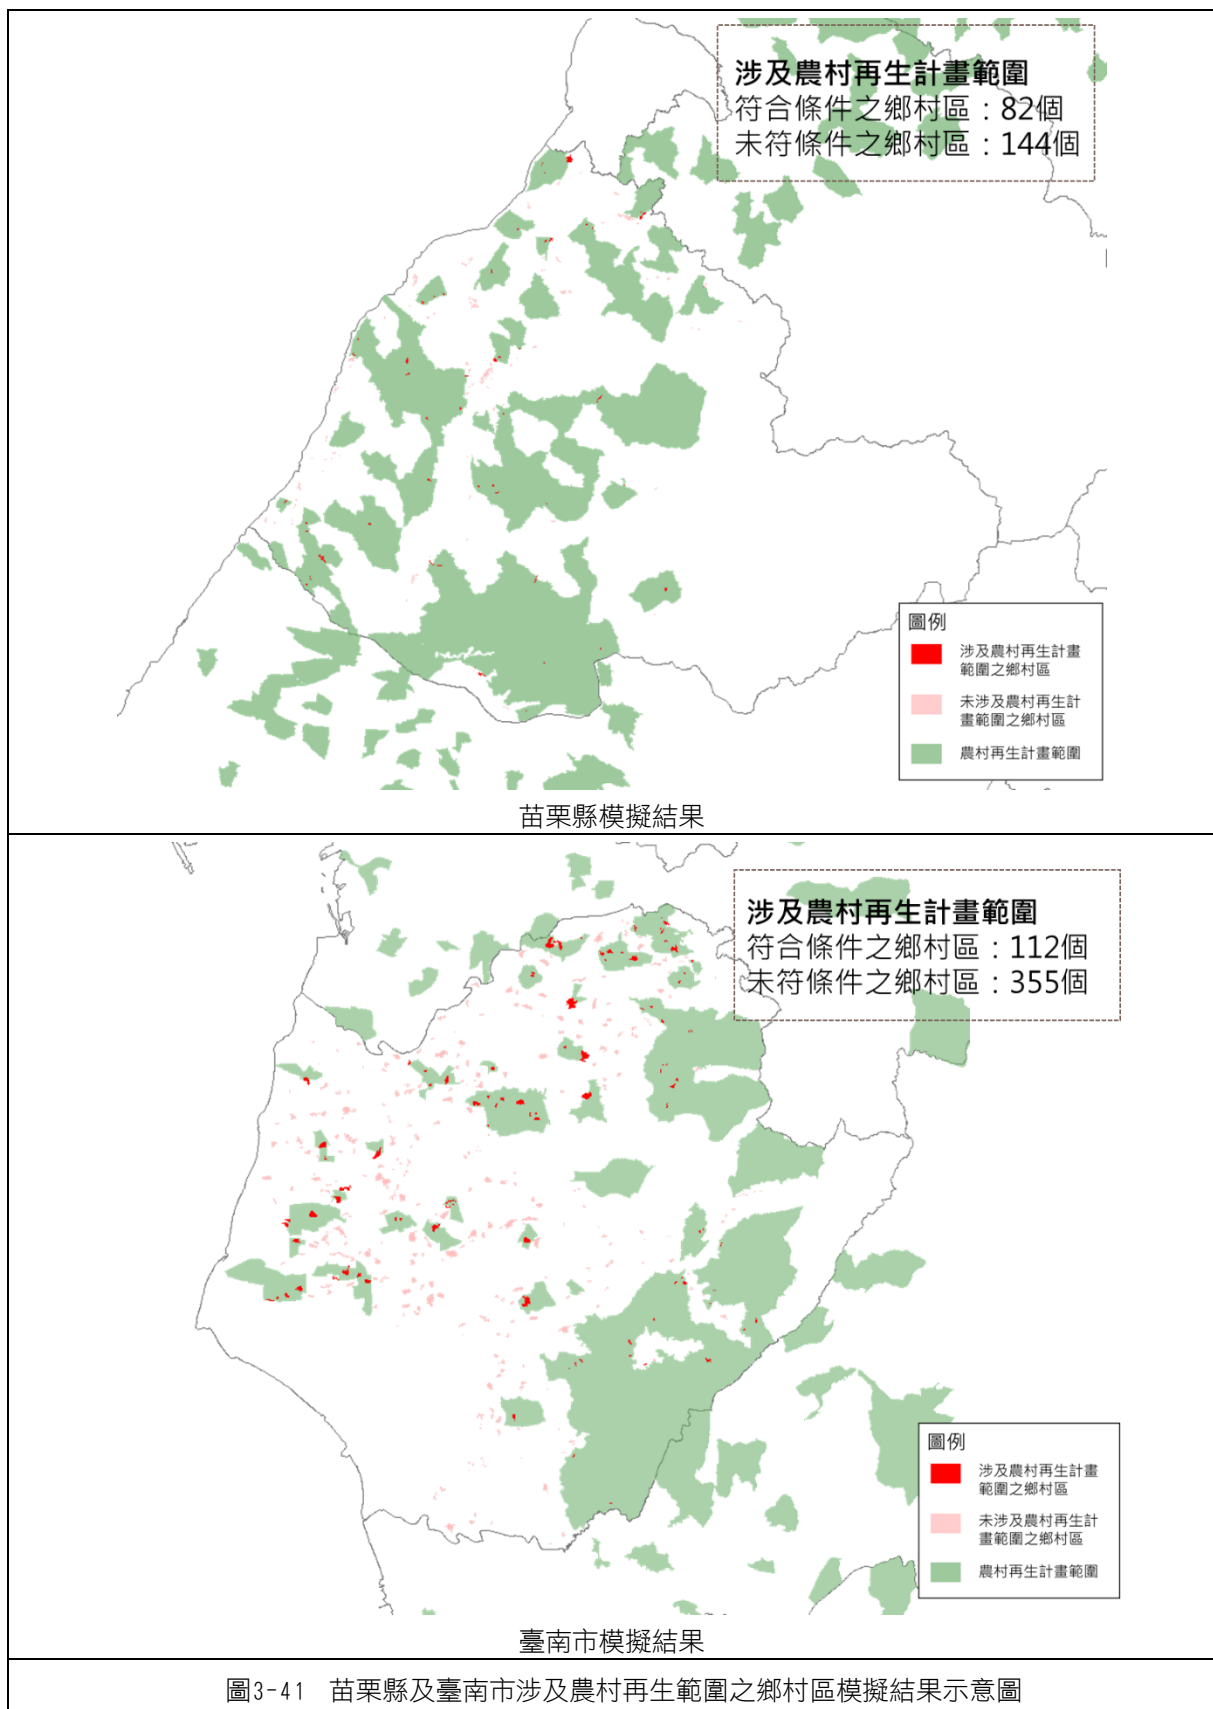 涉及農村再生計畫範圍
符合條件之鄉村區：82個
未符條件之鄉村區：144個
圖例
涉及農村再生計畫
範圍之鄉村區
未涉及農村再生計
畫範圍之鄉村區
農村再生計畫範圍
苗栗縣模擬結果
涉及農村再生計畫範圍
符合條件之鄉村區：112個
未符條件之鄉村區：355個
圖例
涉及農村再生計畫
範圍之鄉村區
未涉及農村再生計
畫範圍之鄉村區
農村再生計畫範圍
臺南市模擬結果
圖3-41 苗栗縣及臺南市涉及農村再生範圍之鄉村區模擬結果示意圖